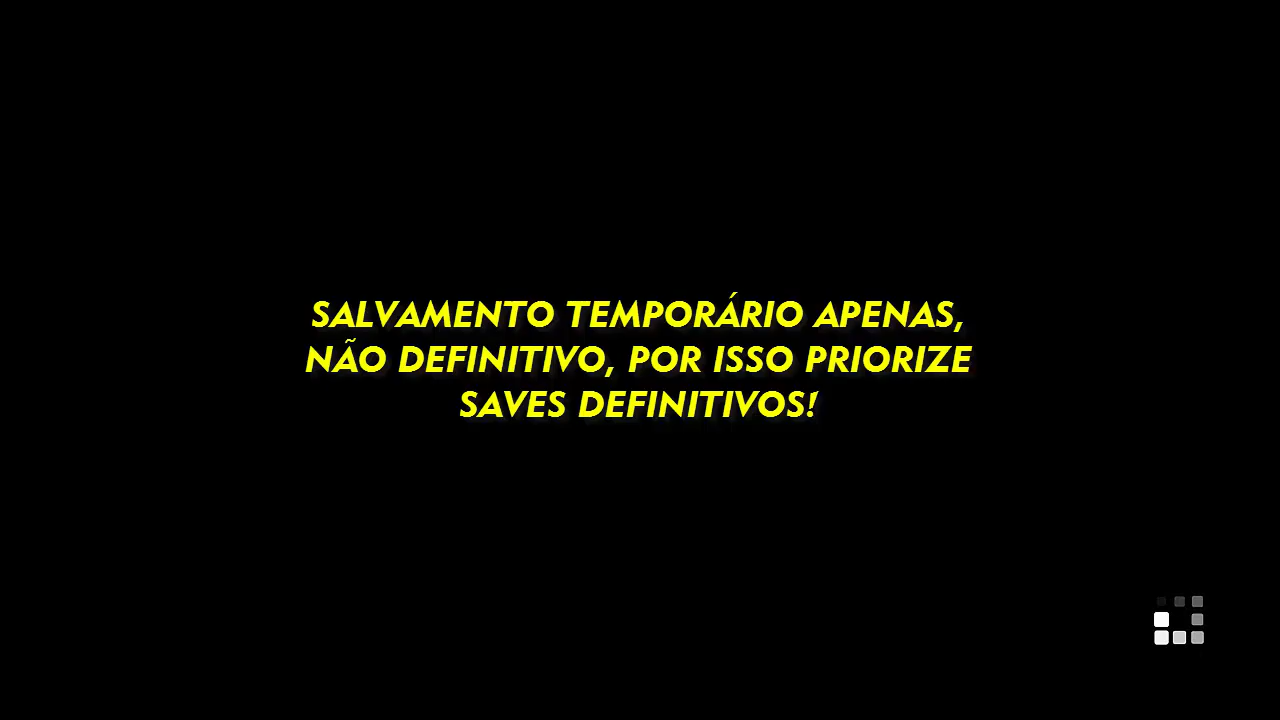 SALVAMENTO TEMPORÁRIO APENAS,
NÃO DEFINITIVO, POR ISSO PRIORIZE
SAVES DEFINITIVOS!